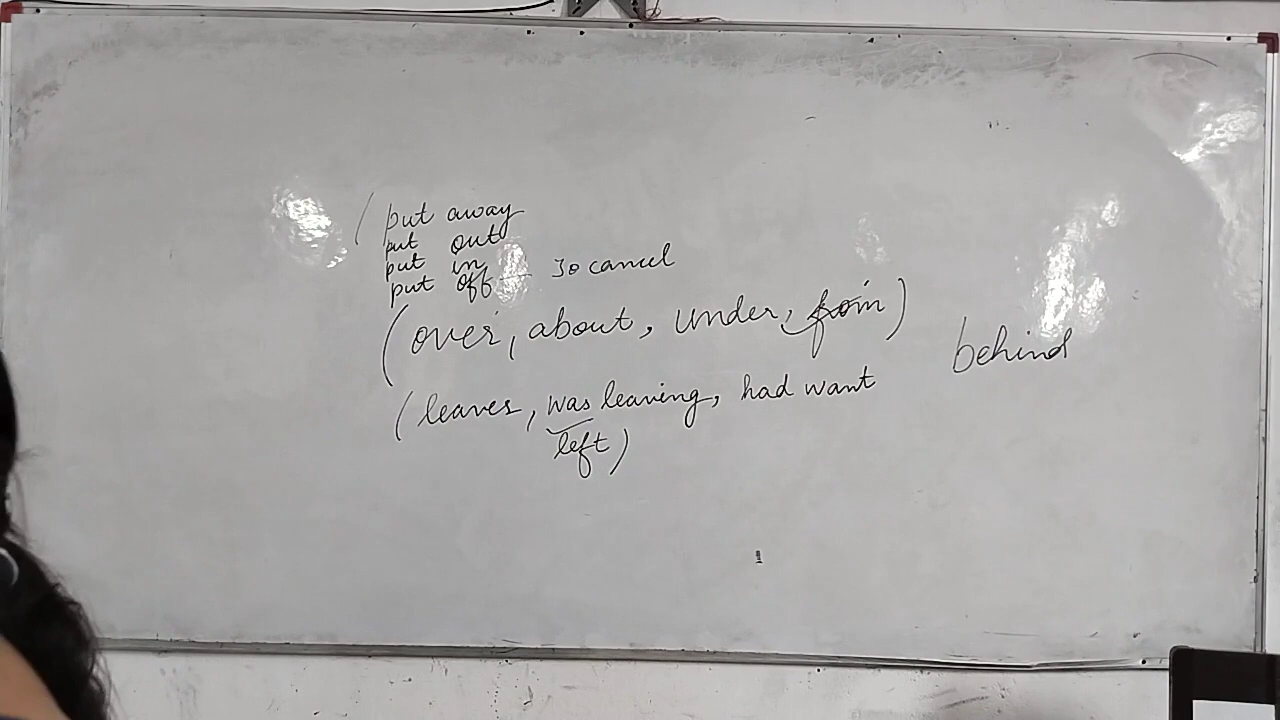 ( put away
put out
put in
put off — To cancel
(over, about, under, in)
behind
(leaves, was leaving, had want
left)